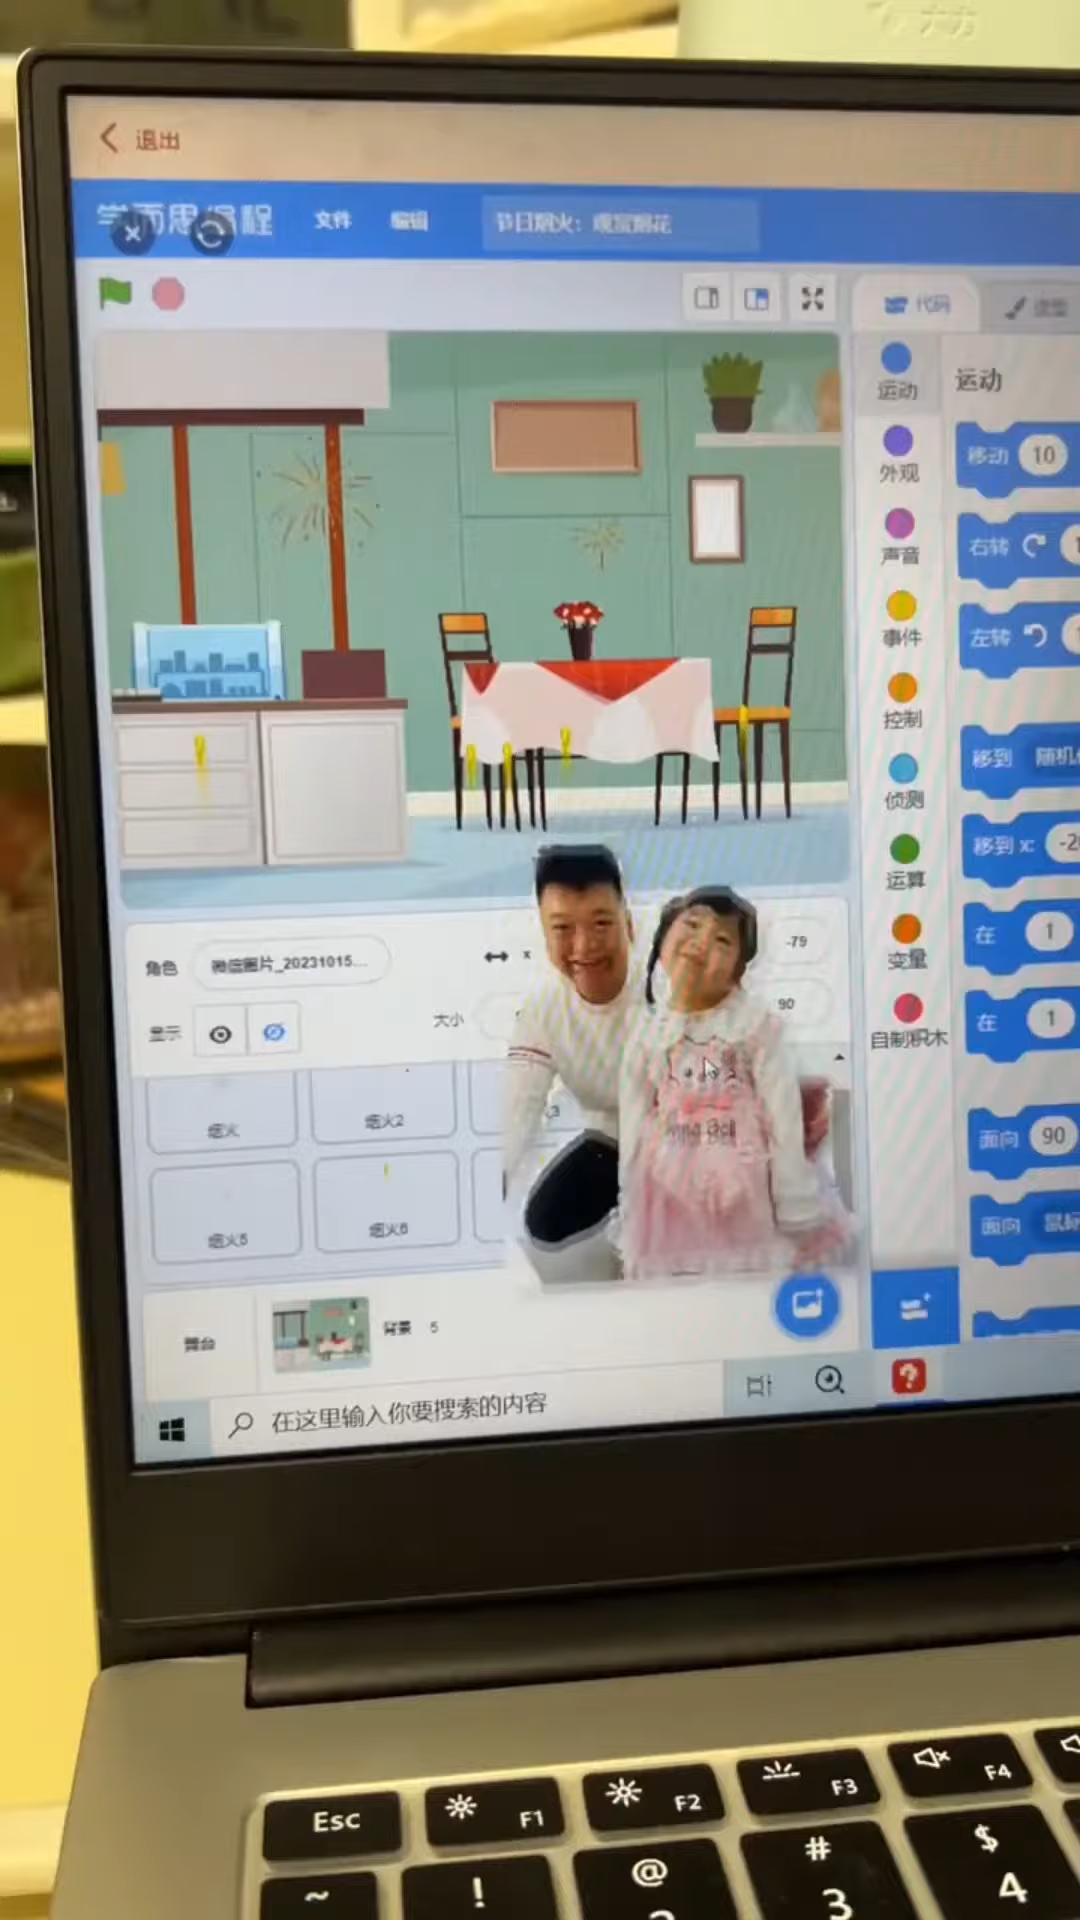 退出
学而思编程 文件 编辑 节日烟火：观赏烟花
代码 造型
运动
运动
外观
声音
事件
控制
侦测
运算
变量
自制积木
移动 10
右转
左转
移到
移到 x: -20
在 1
在 1
面向 90
面向
角色 微信图片_20231015... x -79
显示 大小 90
烟火 烟火2
烟火5 烟火6
舞台 背景 5
在这里输入你要搜索的内容
Esc F1 F2 F3 F4
~ ! @ # $
3 4